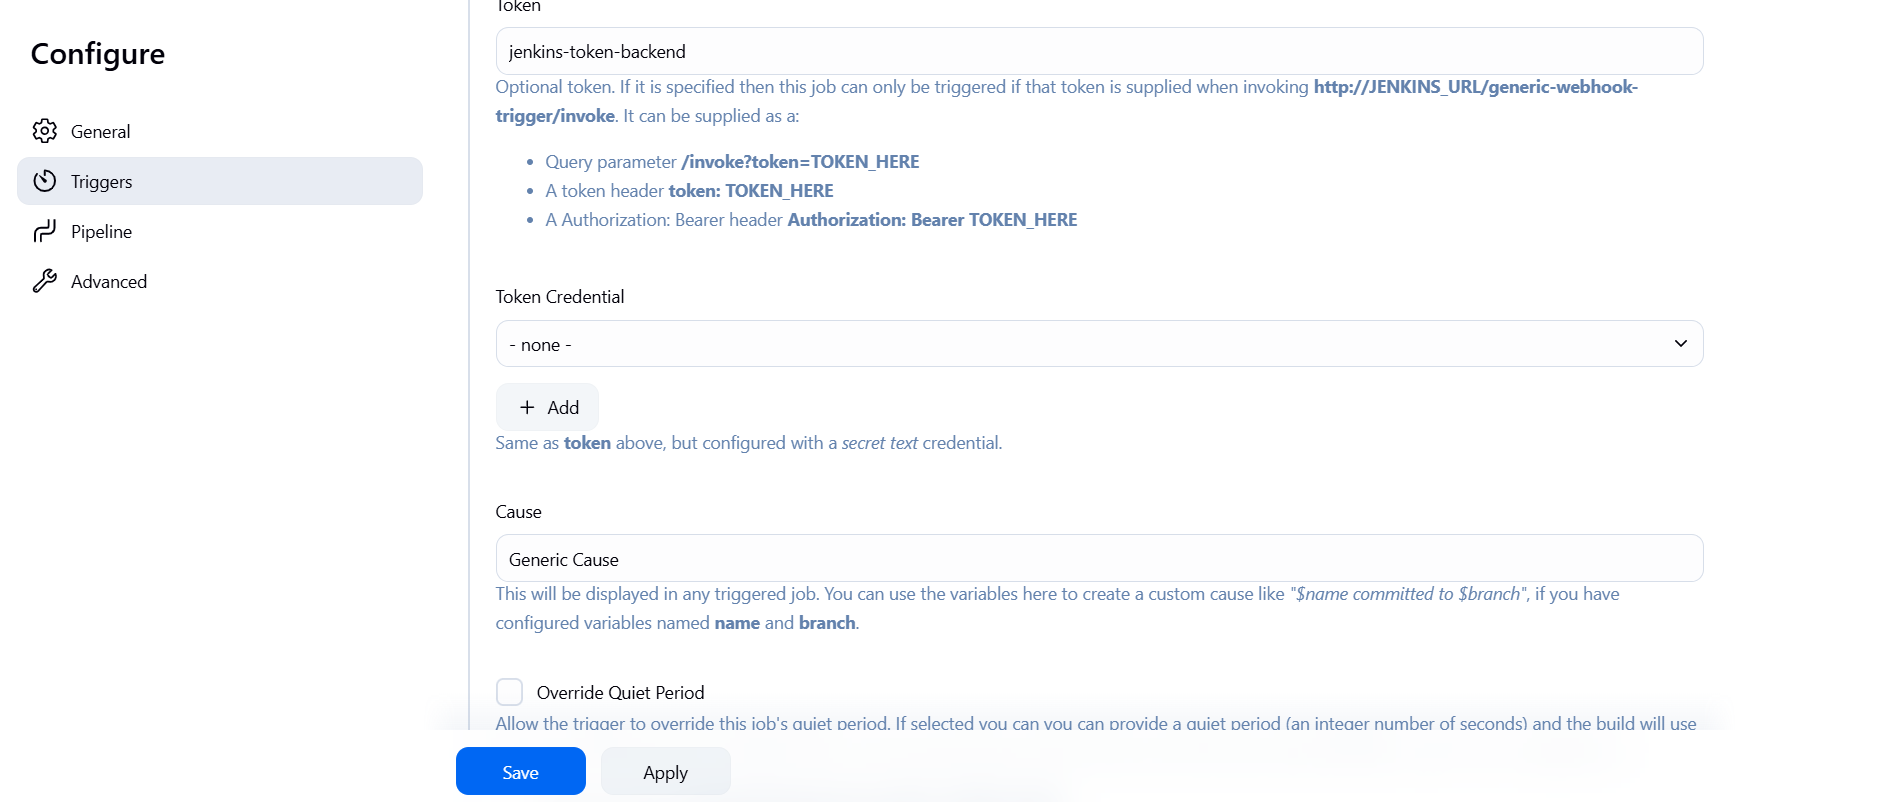 Configure
General
Triggers
Pipeline
Advanced
Token
jenkins-token-backend
Optional token. If it is specified then this job can only be triggered if that token is supplied when invoking http://JENKINS_URL/generic-webhook-
trigger/invoke. It can be supplied as a:
• Query parameter /invoke?token=TOKEN_HERE
• A token header token: TOKEN_HERE
• A Authorization: Bearer header Authorization: Bearer TOKEN_HERE
Token Credential
- none -
+ Add
Same as token above, but configured with a secret text credential.
Cause
Generic Cause
This will be displayed in any triggered job. You can use the variables here to create a custom cause like "$name committed to $branch", if you have
configured variables named name and branch.
Override Quiet Period
Allow the trigger to override this job's quiet period. If selected you can you can provide a quiet period (an integer number of seconds) and the build will use
Save
Apply